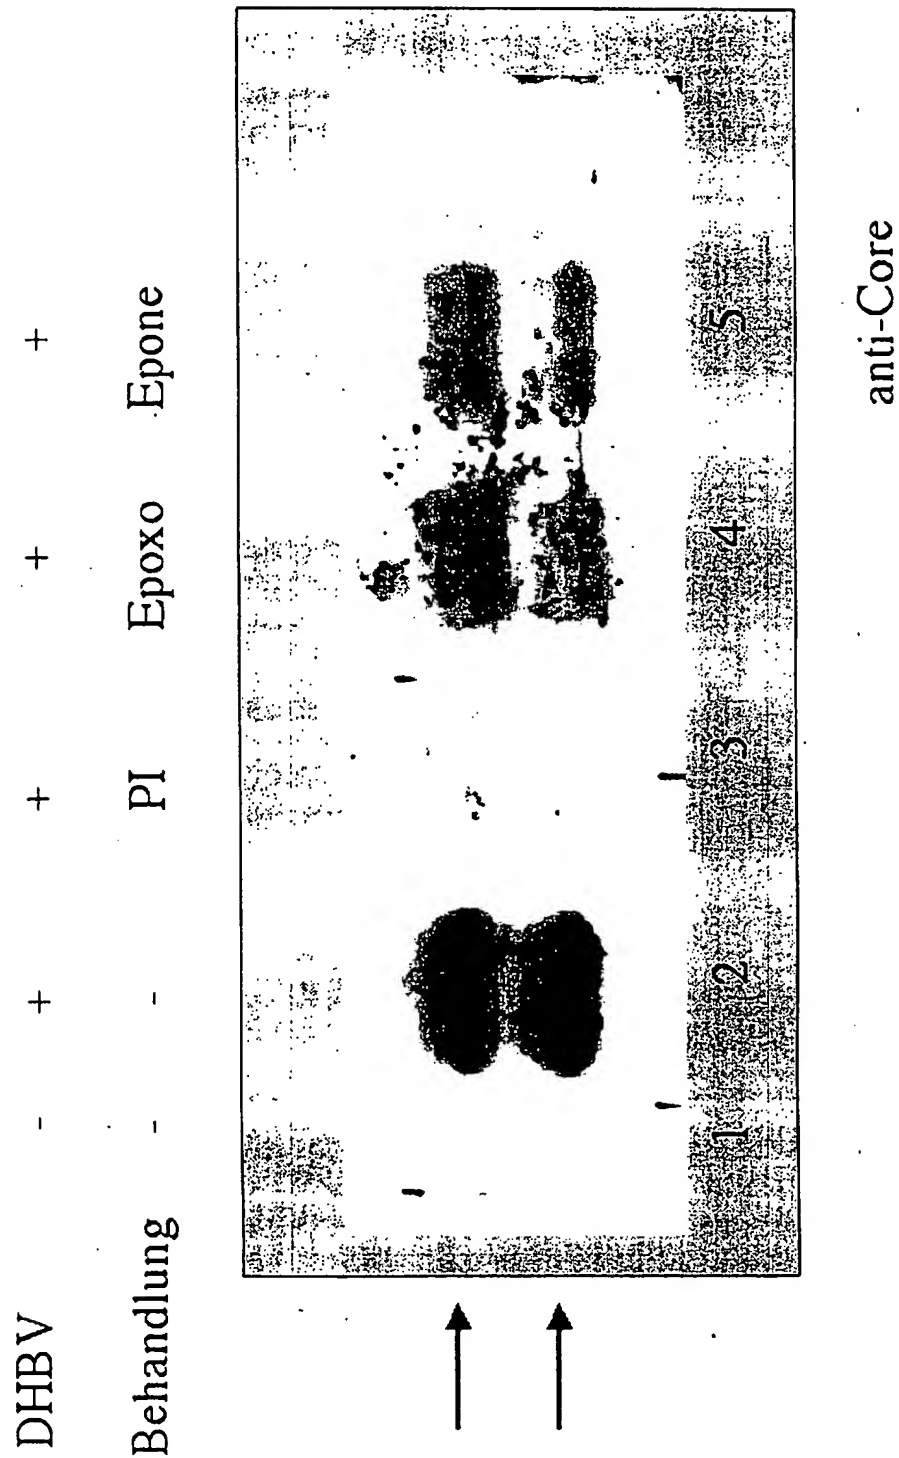 DHBV - + + + +
Behandlung - - PI Epoxo Epone
1 2 3 4 5
anti-Core